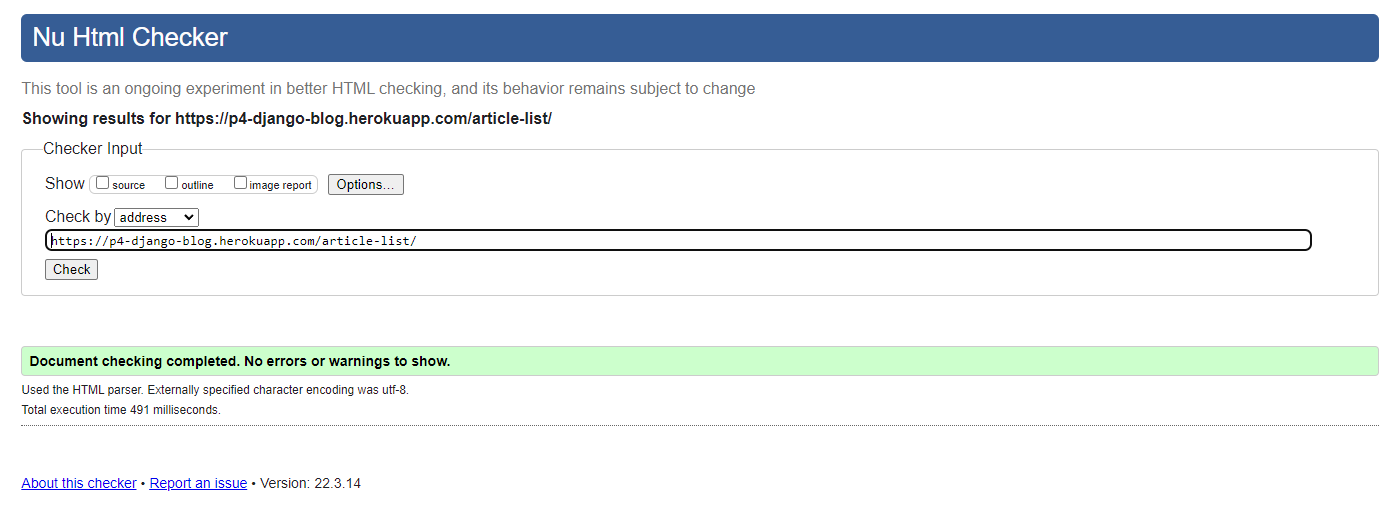 Nu Html Checker
This tool is an ongoing experiment in better HTML checking, and its behavior remains subject to change
Showing results for https://p4-django-blog.herokuapp.com/article-list/
Checker Input
Show source outline image report Options...
Check by address
https://p4-django-blog.herokuapp.com/article-list/
Check
Document checking completed. No errors or warnings to show.
Used the HTML parser. Externally specified character encoding was utf-8.
Total execution time 491 milliseconds.
About this checker • Report an issue • Version: 22.3.14